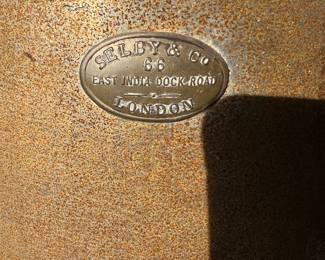 SELBY & Co
66
EAST INDIA DOCK-ROAD
LONDON